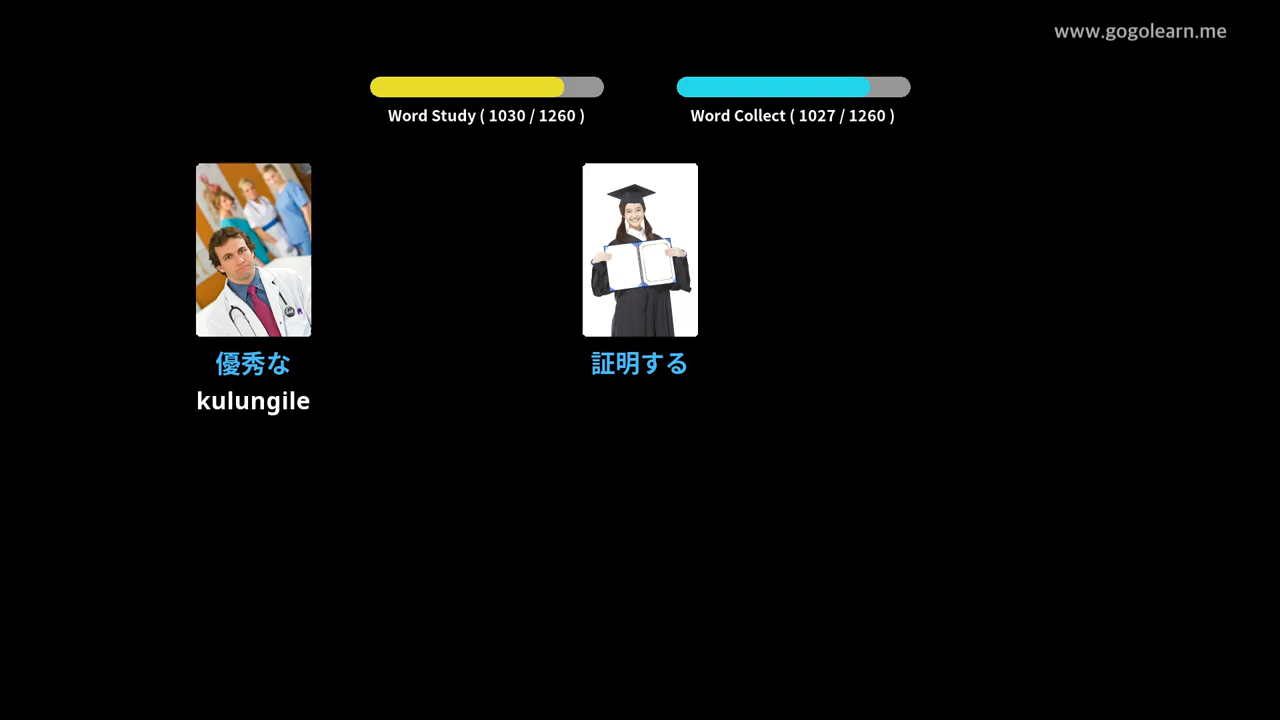 www.gogolearn.me
Word Study ( 1030 / 1260 )
Word Collect ( 1027 / 1260 )
優秀な
証明する
kulungile